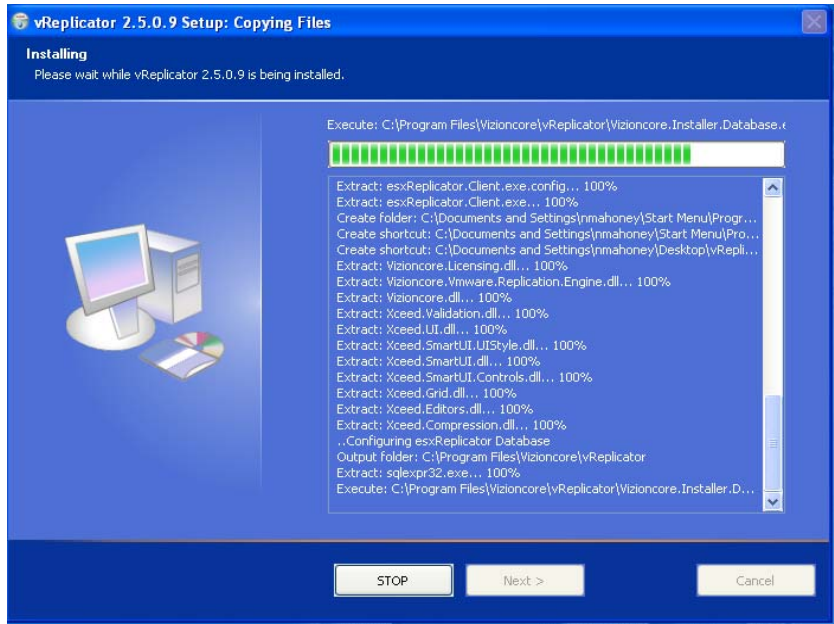 vReplicator 2.5.0.9 Setup: Copying Files
Installing
Please wait while vReplicator 2.5.0.9 is being installed.
Execute: C:\Program Files\Vizioncore\vReplicator\Vizioncore.Installer.Database.e
Extract: esxReplicator.Client.exe.config... 100%
Extract: esxReplicator.Client.exe... 100%
Create folder: C:\Documents and Settings\nmahoney\Start Menu\Progr...
Create shortcut: C:\Documents and Settings\nmahoney\Start Menu\Pro...
Create shortcut: C:\Documents and Settings\nmahoney\Desktop\vRepli...
Extract: Vizioncore.Licensing.dll... 100%
Extract: Vizioncore.Vmware.Replication.Engine.dll... 100%
Extract: Vizioncore.dll... 100%
Extract: Xceed.Validation.dll... 100%
Extract: Xceed.UI.dll... 100%
Extract: Xceed.SmartUI.UIStyle.dll... 100%
Extract: Xceed.SmartUI.dll... 100%
Extract: Xceed.SmartUI.Controls.dll... 100%
Extract: Xceed.Grid.dll... 100%
Extract: Xceed.Editors.dll... 100%
Extract: Xceed.Compression.dll... 100%
..Configuring esxReplicator Database
Output folder: C:\Program Files\Vizioncore\vReplicator
Extract: sqlexpr32.exe... 100%
Execute: C:\Program Files\Vizioncore\vReplicator\Vizioncore.Installer.D...
STOP
Next >
Cancel